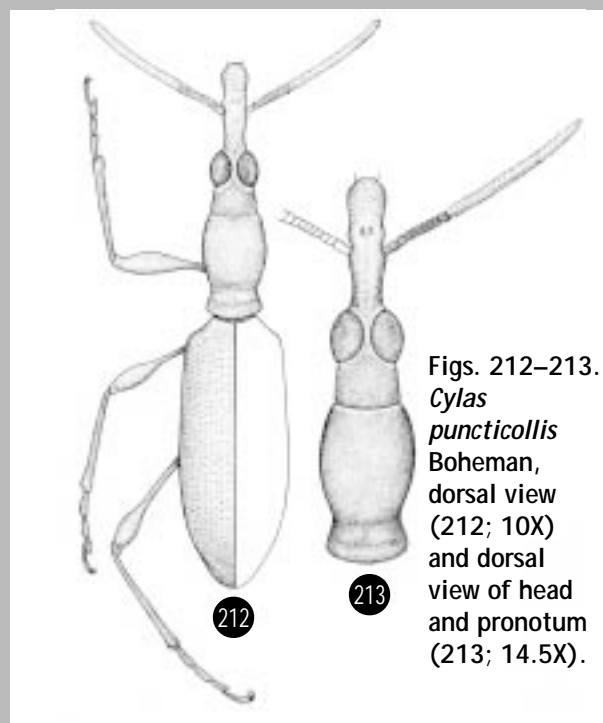 Figs. 212–213.
Cylas
puncticollis
Boheman,
dorsal view
(212; 10X)
and dorsal
view of head
and pronotum
(213; 14.5X).
212
213